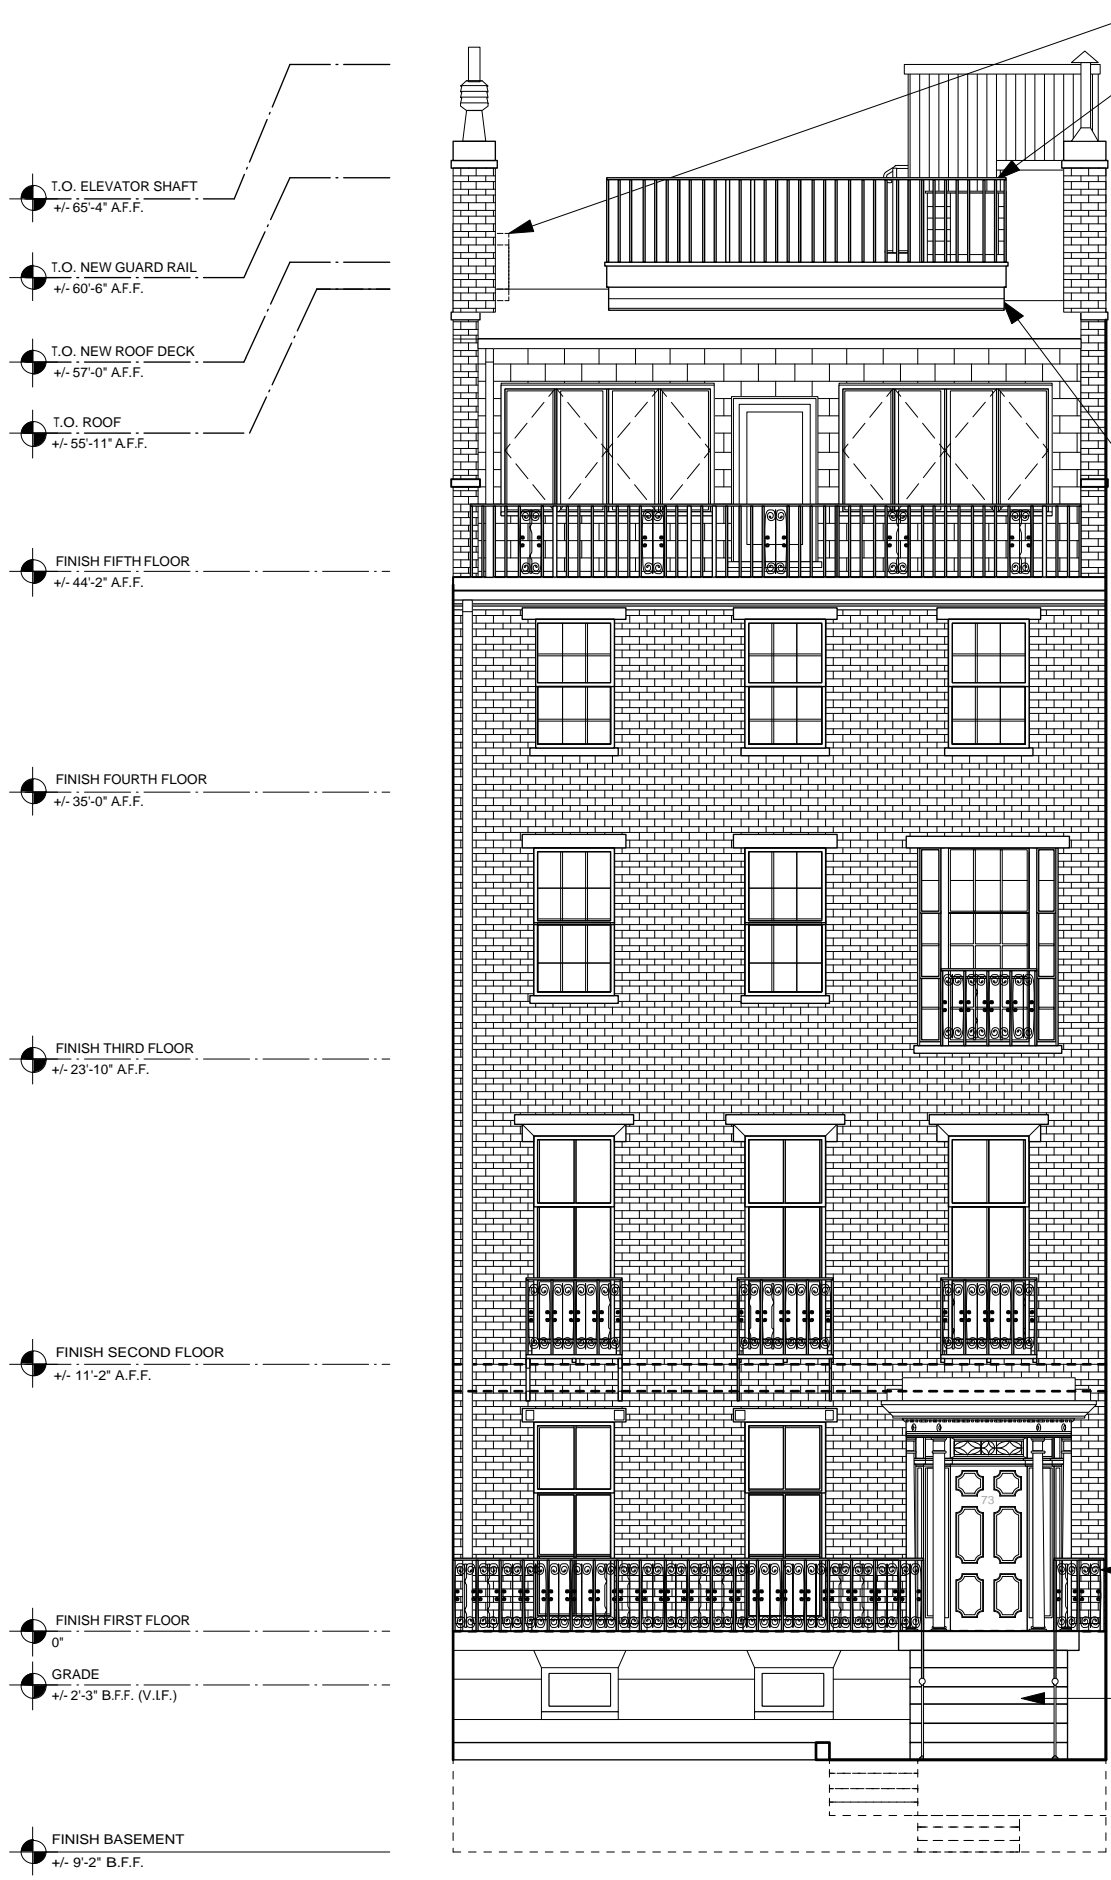 T.O. ELEVATOR SHAFT
+/- 65'-4" A.F.F.
T.O. NEW GUARD RAIL
+/- 60'-6" A.F.F.
T.O. NEW ROOF DECK
+/- 57'-0" A.F.F.
T.O. ROOF
+/- 55'-11" A.F.F.
FINISH FIFTH FLOOR
+/- 44'-2" A.F.F.
FINISH FOURTH FLOOR
+/- 35'-0" A.F.F.
FINISH THIRD FLOOR
+/- 23'-10" A.F.F.
FINISH SECOND FLOOR
+/- 11'-2" A.F.F.
73
FINISH FIRST FLOOR
0"
GRADE
+/- 2'-3" B.F.F. (V.I.F.)
FINISH BASEMENT
+/- 9'-2" B.F.F.